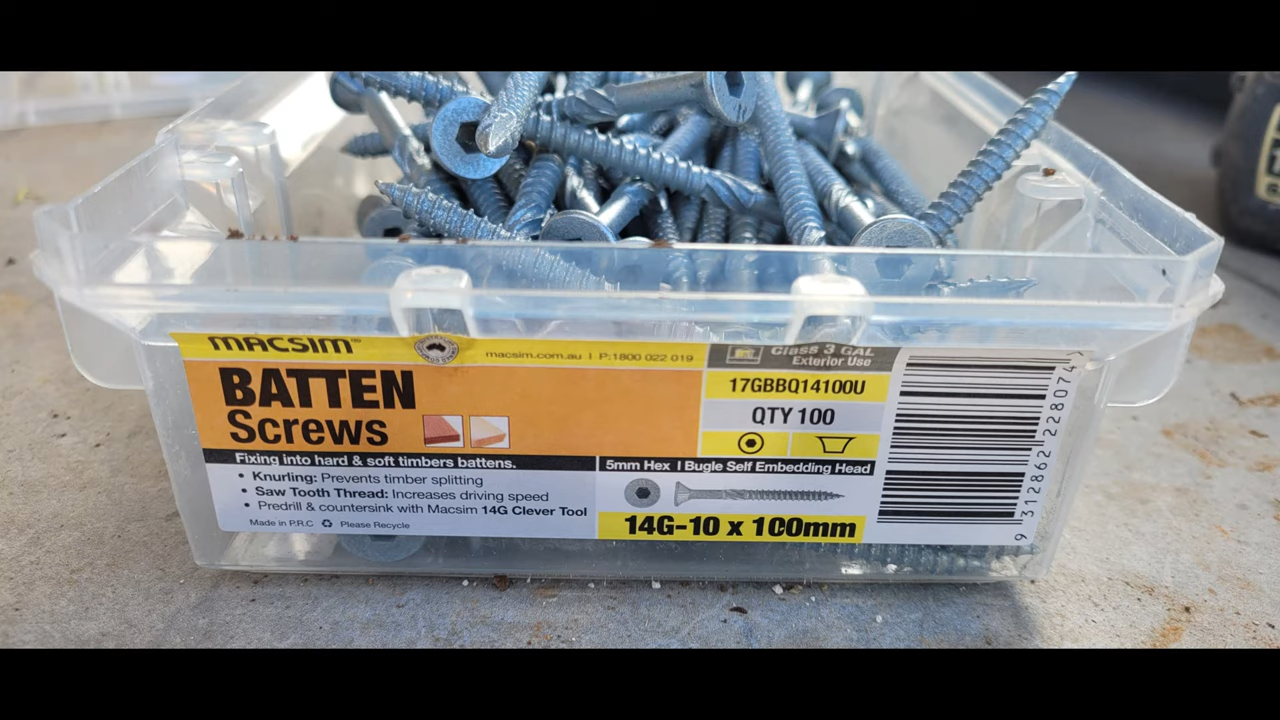 MACSIM™
macsim.com.au | P:1800 022 019
Class 3 GAL
Exterior Use
BATTEN
Screws
17GBBQ14100U
QTY 100
Fixing into hard & soft timbers battens.
• Knurling: Prevents timber splitting
• Saw Tooth Thread: Increases driving speed
• Predrill & countersink with Macsim 14G Clever Tool
Made in P.R.C
Please Recycle
5mm Hex | Bugle Self Embedding Head
14G-10 x 100mm
9 312862 228074 >